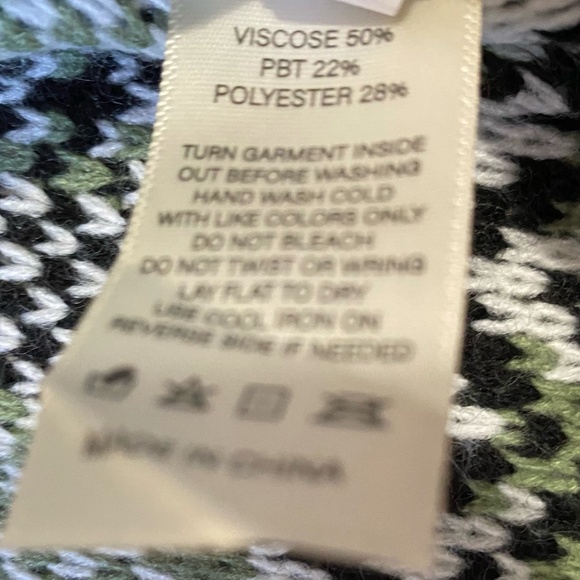 VISCOSE 50%
PBT 22%
POLYESTER 28%
TURN GARMENT INSIDE
OUT BEFORE WASHING
HAND WASH COLD
WITH LIKE COLORS ONLY
DO NOT BLEACH
DO NOT TWIST OR WRING
LAY FLAT TO DRY
USE COOL IRON ON
REVERSE SIDE IF NEEDED
MADE IN CHINA